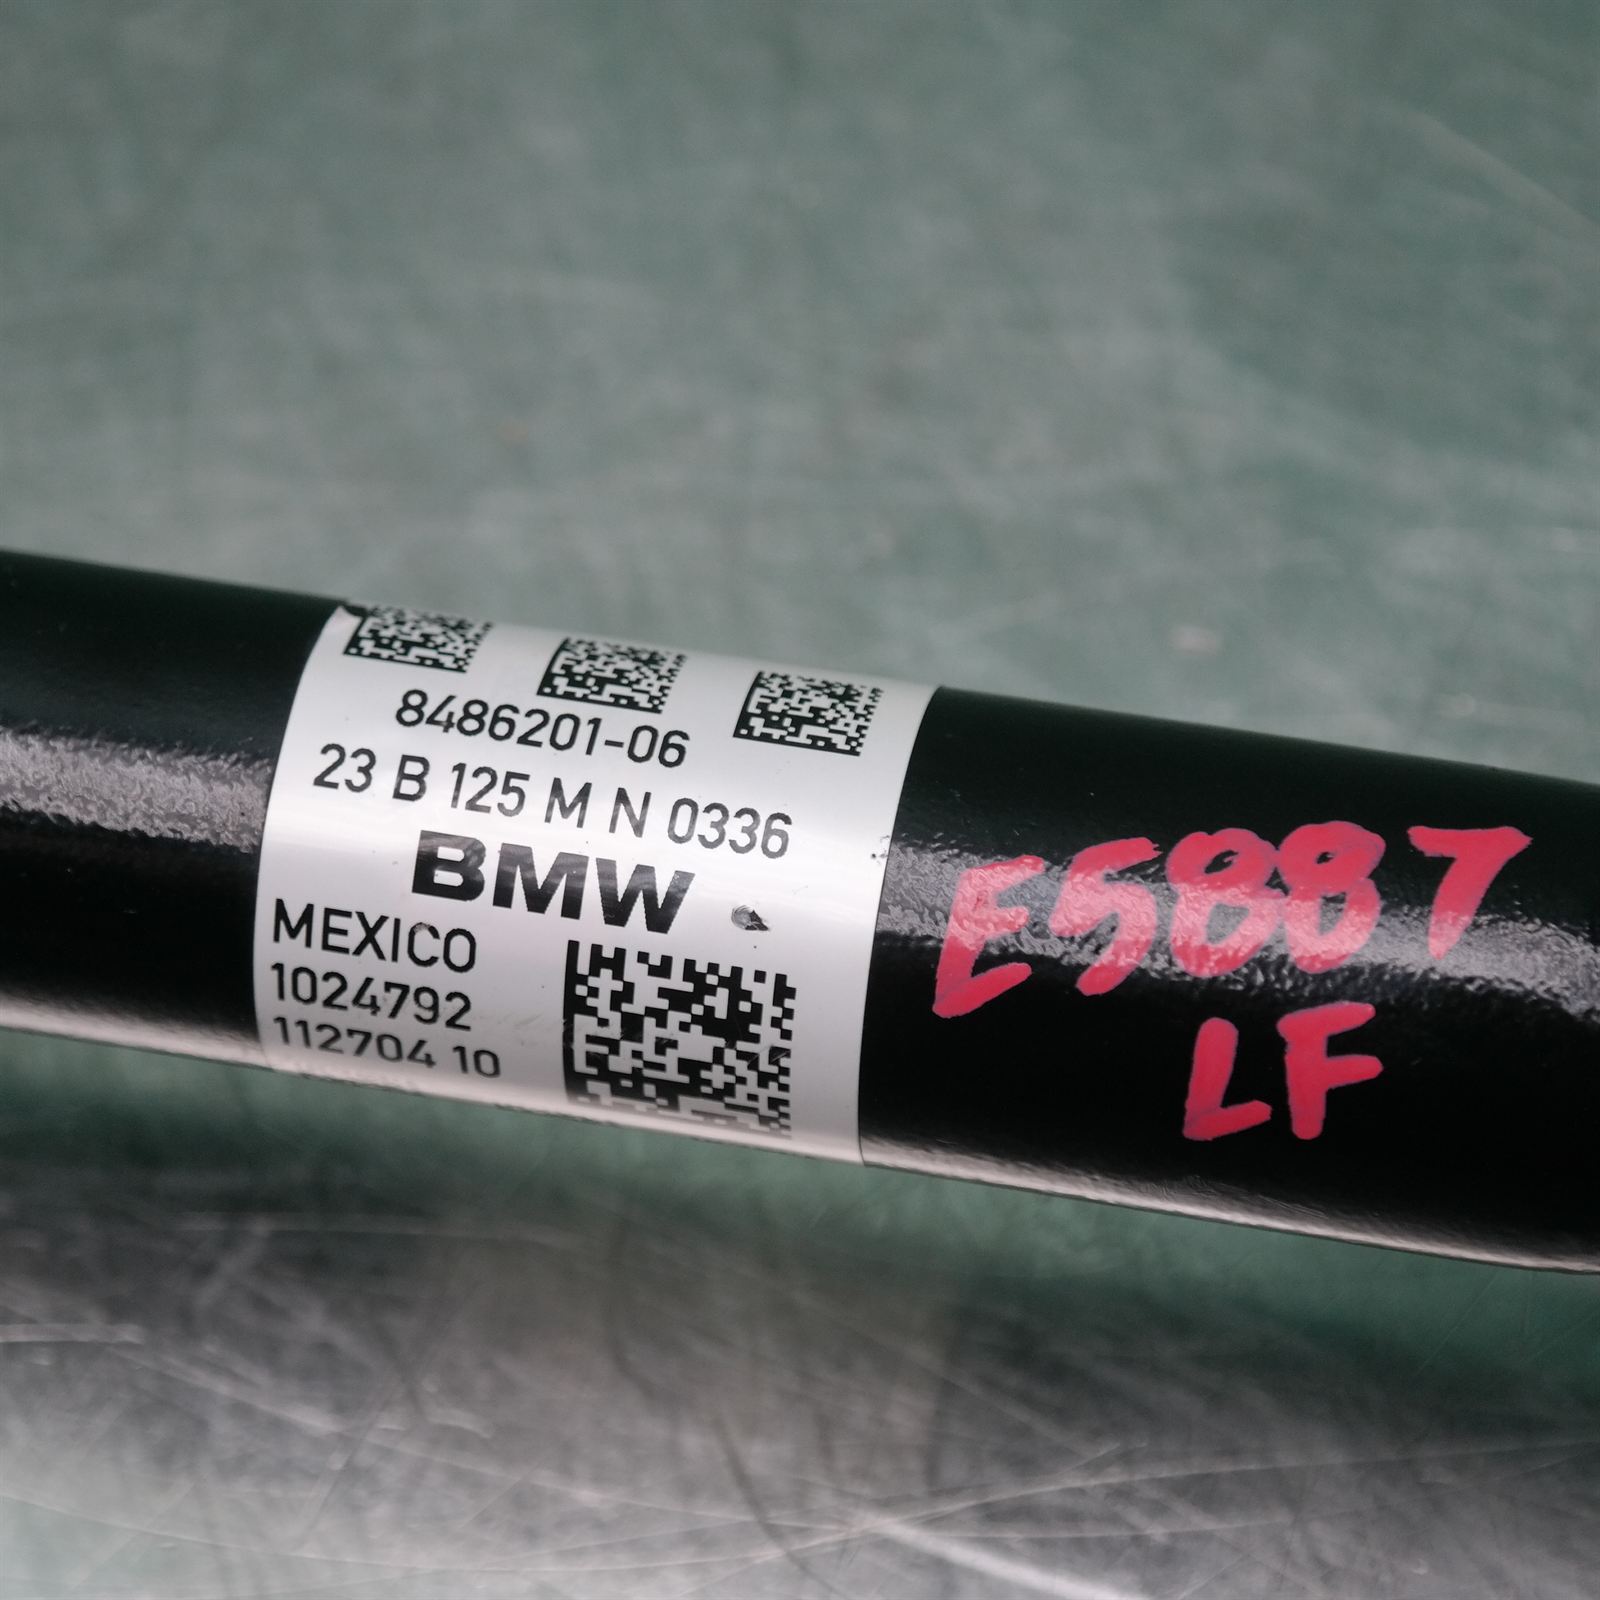 8486201-06
23 B 125 M N 0336
BMW
MEXICO
1024792
112704 10
E5887
LF